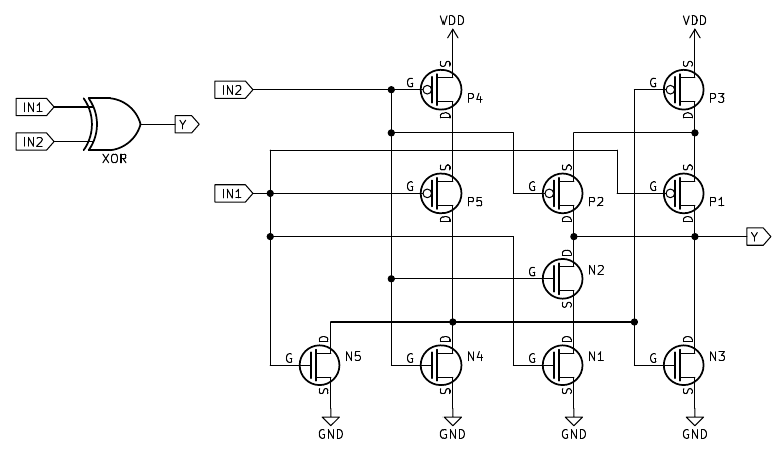 VDD VDD
S S
IN2 G P4 G P3
IN1 Y
D D
IN2
XOR
S S S
IN1 G P5 G P2 G P1
D D D
Y
D
G N2
S
D D D D
G N5 G N4 G N1 G N3
S S S S
GND GND GND GND